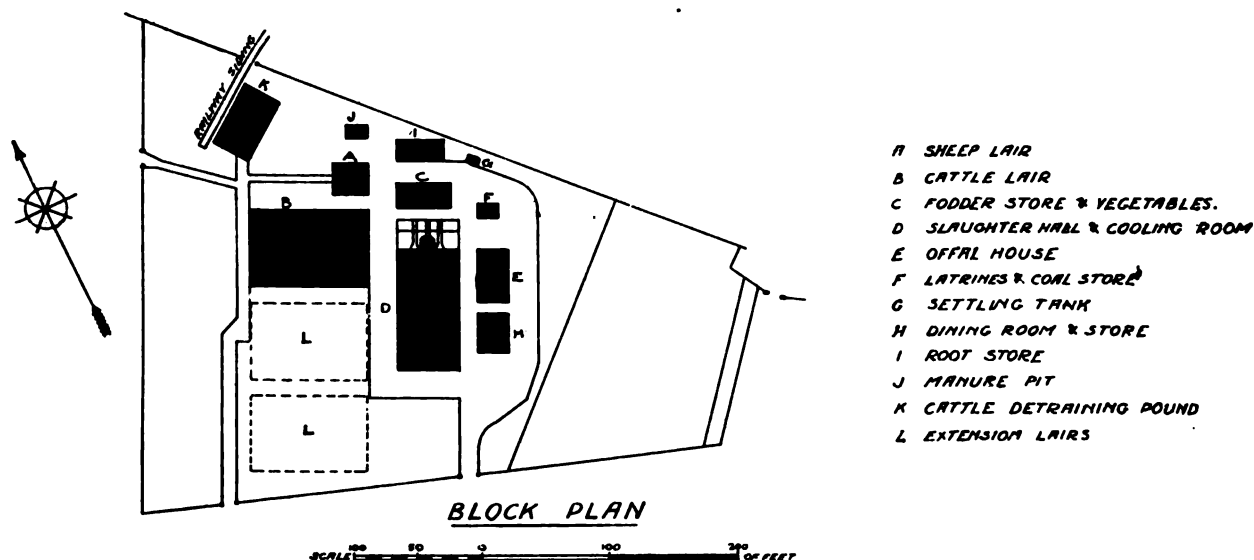 RAILWAY SIDING
K
J
I
A
G
C
B
F
E
D
H
L
L
A SHEEP LAIR
B CATTLE LAIR
C FODDER STORE & VEGETABLES.
D SLAUGHTER HALL & COOLING ROOM
E OFFAL HOUSE
F LATRINES & COAL STORE
G SETTLING TANK
H DINING ROOM & STORE
I ROOT STORE
J MANURE PIT
K CATTLE DETRAINING POUND
L EXTENSION LAIRS
BLOCK PLAN
SCALE 100 50 0 100 200 OF FEET